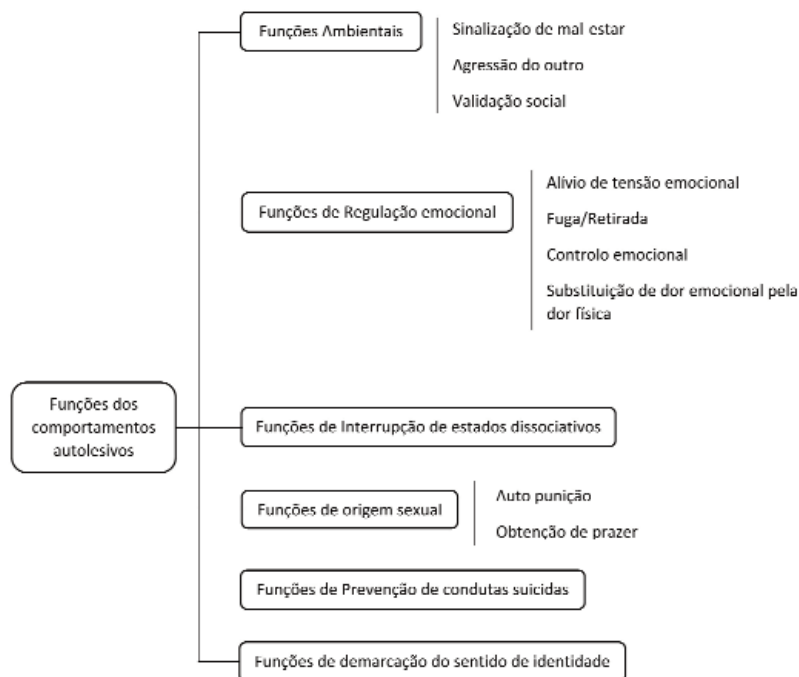 Funções Ambientais
Sinalização de mal estar
Agressão do outro
Validação social
Funções de Regulação emocional
Alívio de tensão emocional
Fuga/Retirada
Controlo emocional
Substituição de dor emocional pela
dor física
Funções dos
comportamentos
autolesivos
Funções de Interrupção de estados dissociativos
Funções de origem sexual
Auto punição
Obtenção de prazer
Funções de Prevenção de condutas suicidas
Funções de demarcação do sentido de identidade